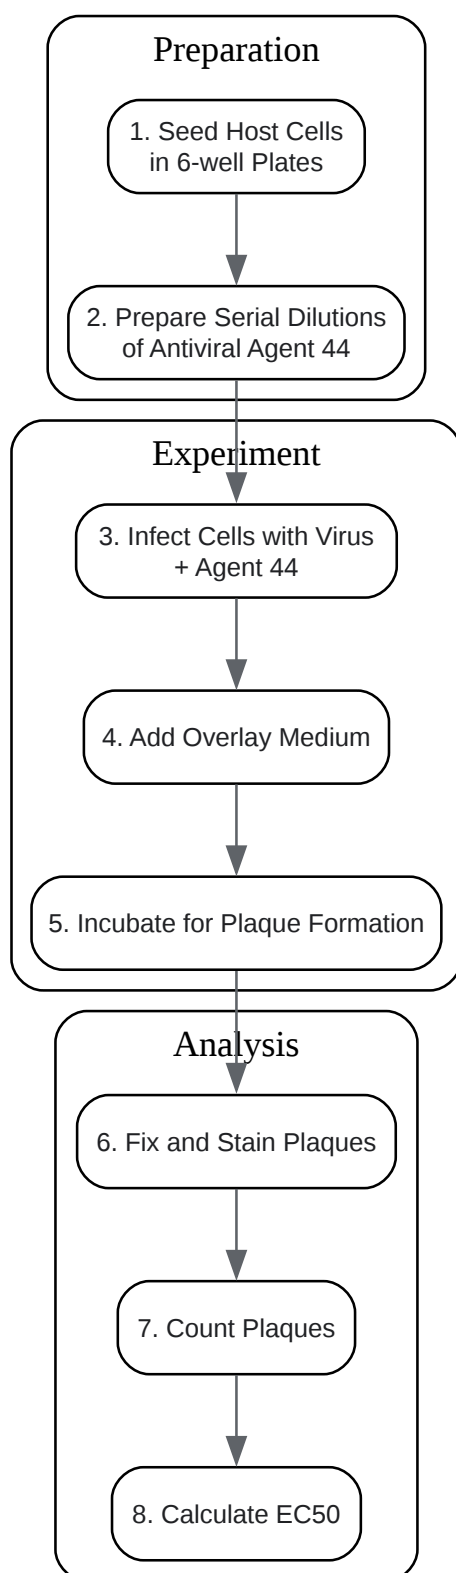 Preparation
1. Seed Host Cells
in 6-well Plates
2. Prepare Serial Dilutions
of Antiviral Agent 44
Experiment
3. Infect Cells with Virus
+ Agent 44
4. Add Overlay Medium
5. Incubate for Plaque Formation
Analysis
6. Fix and Stain Plaques
7. Count Plaques
8. Calculate EC50